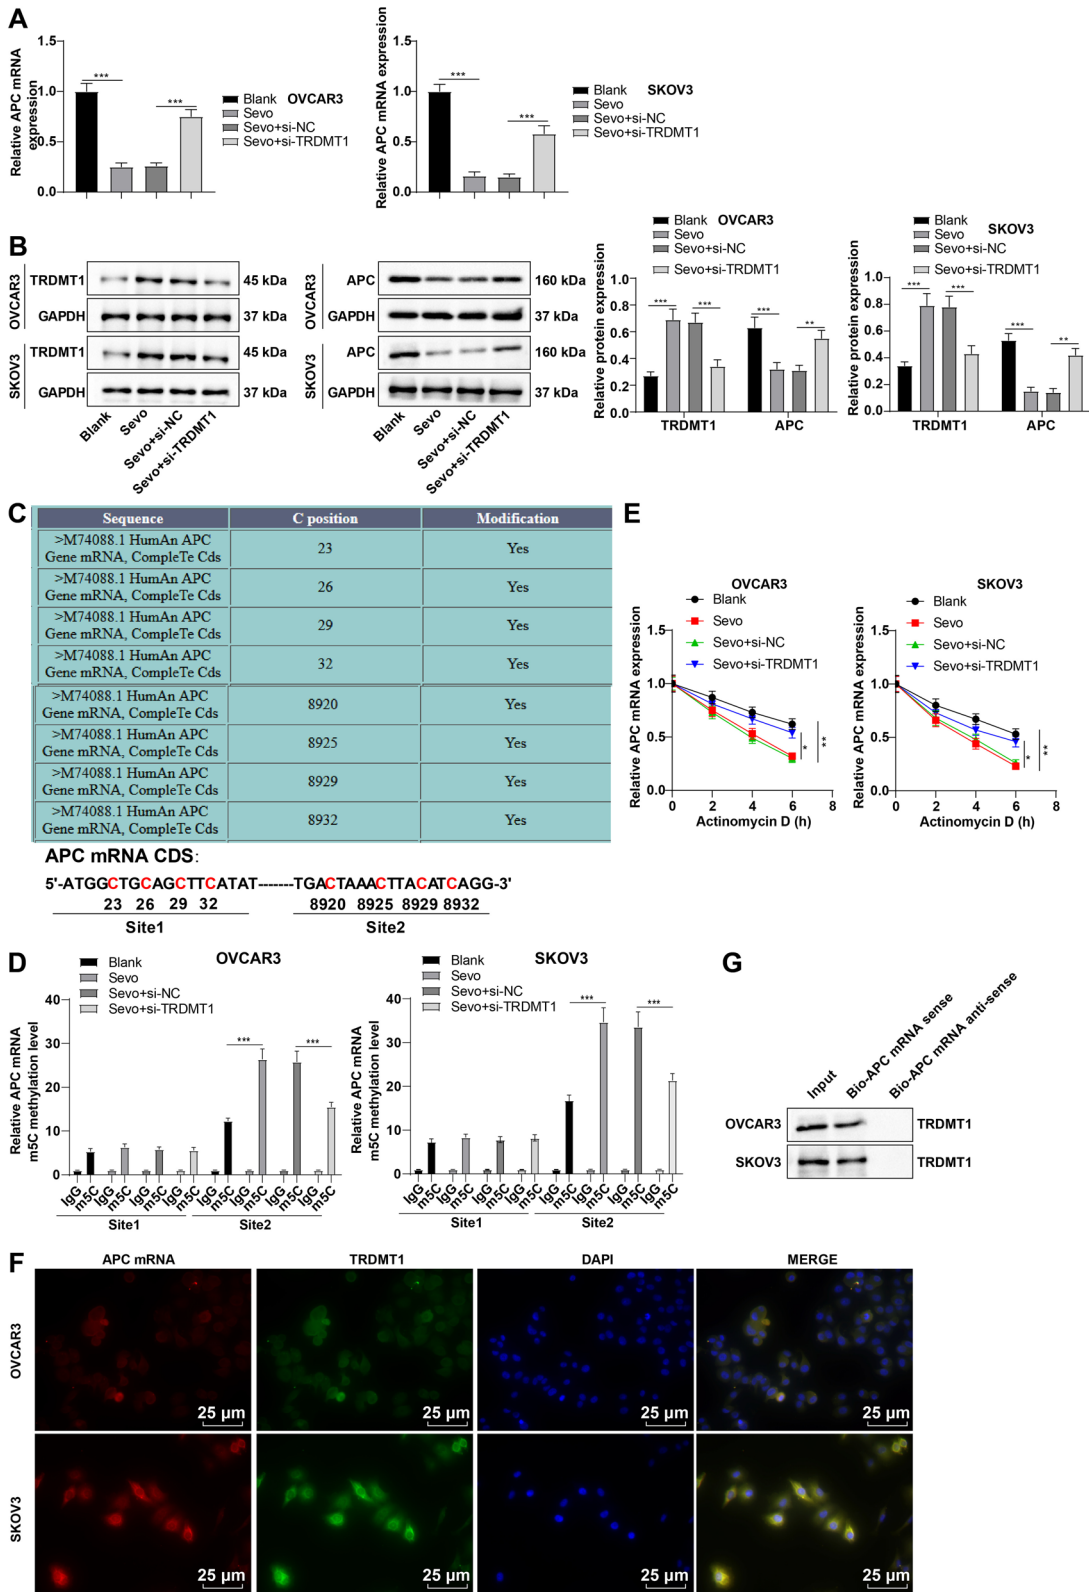 A
Relative APC mRNA
expression
1.5
1.0
0.5
0.0
***
***
Blank OVCAR3
Sevo
Sevo+si-NC
Sevo+si-TRDMT1
Relative APC mRNA expression
1.5
1.0
0.5
0.0
***
***
Blank SKOV3
Sevo
Sevo+si-NC
Sevo+si-TRDMT1
B
OVCAR3
TRDMT1
45 kDa
GAPDH
37 kDa
SKOV3
TRDMT1
45 kDa
GAPDH
37 kDa
Blank
Sevo
Sevo+si-NC
Sevo+si-TRDMT1
OVCAR3
APC
160 kDa
GAPDH
37 kDa
SKOV3
APC
160 kDa
GAPDH
37 kDa
Blank
Sevo
Sevo+si-NC
Sevo+si-TRDMT1
Blank OVCAR3
Sevo
Sevo+si-NC
Sevo+si-TRDMT1
Relative protein expression
1.0
0.8
0.6
0.4
0.2
0.0
***
***
***
**
TRDMT1
APC
Blank
SKOV3
Sevo
Sevo+si-NC
Sevo+si-TRDMT1
Relative protein expression
1.0
0.8
0.6
0.4
0.2
0.0
***
***
***
**
TRDMT1
APC
C
Sequence C position Modification
>M74088.1 HumAn APC
Gene mRNA, CompleTe Cds
23
Yes
>M74088.1 HumAn APC
Gene mRNA, CompleTe Cds
26
Yes
>M74088.1 HumAn APC
Gene mRNA, CompleTe Cds
29
Yes
>M74088.1 HumAn APC
Gene mRNA, CompleTe Cds
32
Yes
>M74088.1 HumAn APC
Gene mRNA, CompleTe Cds
8920
Yes
>M74088.1 HumAn APC
Gene mRNA, CompleTe Cds
8925
Yes
>M74088.1 HumAn APC
Gene mRNA, CompleTe Cds
8929
Yes
>M74088.1 HumAn APC
Gene mRNA, CompleTe Cds
8932
Yes
APC mRNA CDS:
5'-ATGGCTGCAGCTTCATAT-------TGACTAAACTTACATCAGG-3'
23 26 29 32 8920 8925 8929 8932
Site1 Site2
E
OVCAR3
Blank
Sevo
Sevo+si-NC
Sevo+si-TRDMT1
Relative APC mRNA expression
1.5
1.0
0.5
0.0
*
**
0 2 4 6 8
Actinomycin D (h)
SKOV3
Blank
Sevo
Sevo+si-NC
Sevo+si-TRDMT1
Relative APC mRNA expression
1.5
1.0
0.5
0.0
*
**
0 2 4 6 8
Actinomycin D (h)
D
OVCAR3
Blank
Sevo
Sevo+si-NC
Sevo+si-TRDMT1
Relative APC mRNA
m5C methylation level
40
30
20
10
0
***
***
IgG m5C IgG m5C IgG m5C IgG m5C IgG m5C IgG m5C IgG m5C IgG m5C
Site1 Site2
SKOV3
Blank
Sevo
Sevo+si-NC
Sevo+si-TRDMT1
Relative APC mRNA
m5C methylation level
40
30
20
10
0
***
***
IgG m5C IgG m5C IgG m5C IgG m5C IgG m5C IgG m5C IgG m5C IgG m5C
Site1 Site2
G
Input
Bio-APC mRNA sense
Bio-APC mRNA anti-sense
OVCAR3 TRDMT1
SKOV3 TRDMT1
F
APC mRNA TRDMT1 DAPI MERGE
OVCAR3
25 μm 25 μm 25 μm 25 μm
SKOV3
25 μm 25 μm 25 μm 25 μm